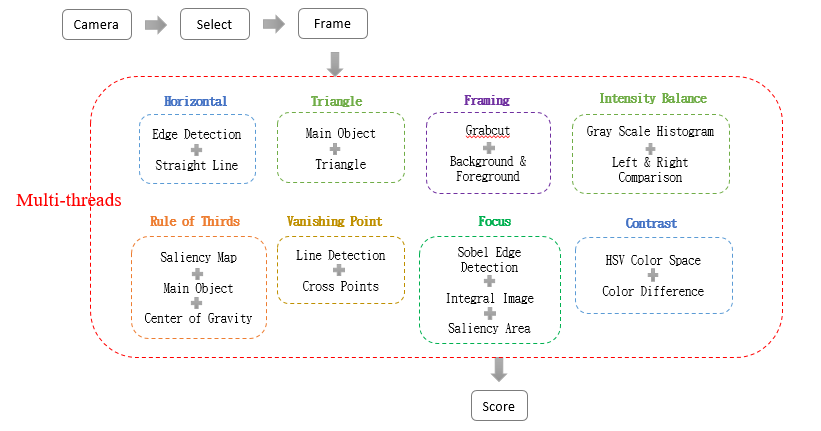 Camera
Select
Frame
Multi-threads
Horizontal
Edge Detection
Straight Line
Triangle
Main Object
Triangle
Framing
Grabcut
Background &
Foreground
Intensity Balance
Gray Scale Histogram
Left & Right
Comparison
Rule of Thirds
Saliency Map
Main Object
Center of Gravity
Vanishing Point
Line Detection
Cross Points
Focus
Sobel Edge
Detection
Integral Image
Saliency Area
Contrast
HSV Color Space
Color Difference
Score